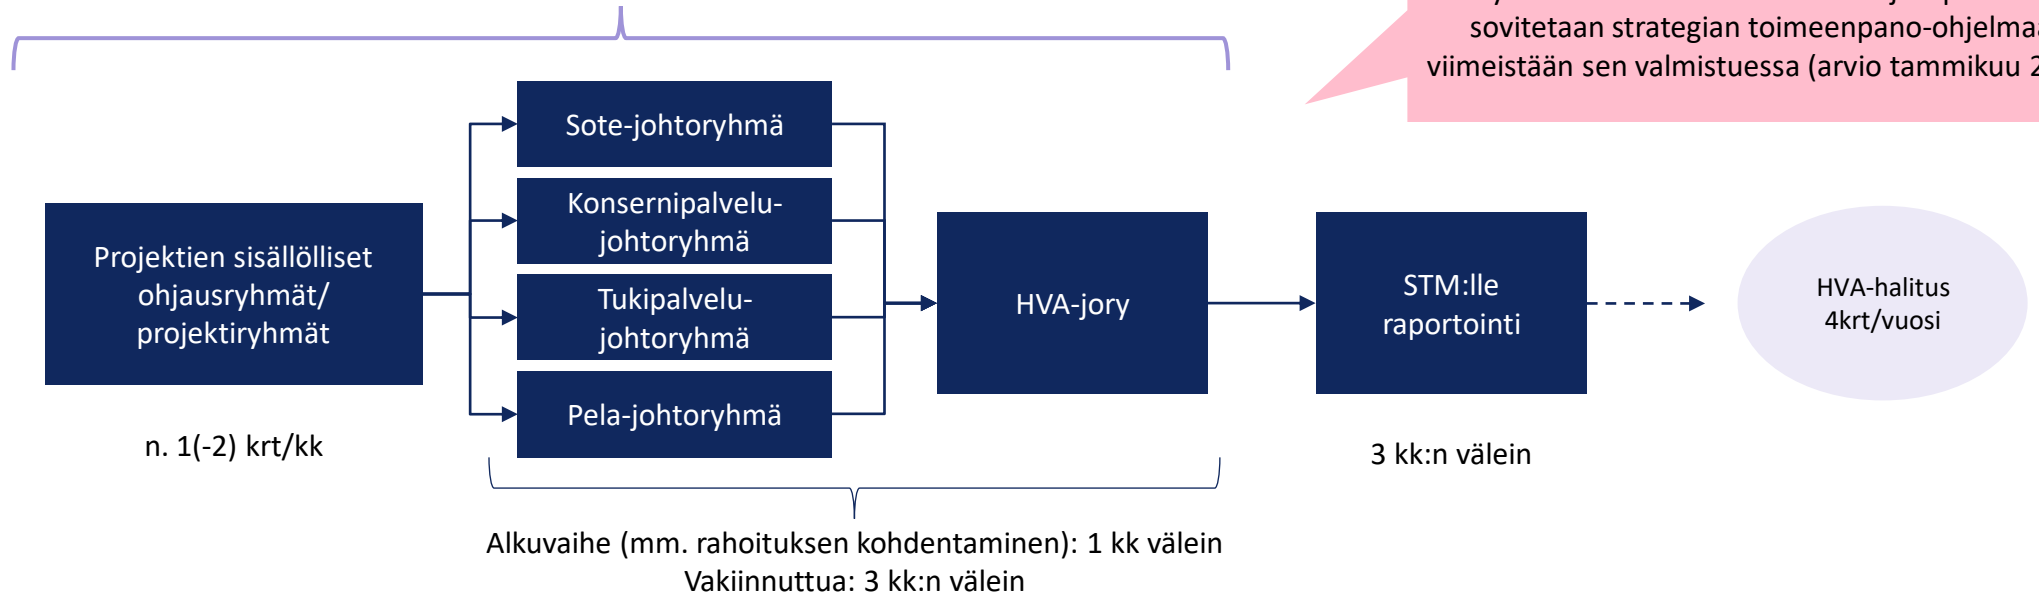 sovitetaan strategian toimeenpano-ohjelmaa
viimeistään sen valmistuessa (arvio tammikuu 2
Sote-johtoryhmä
Konsernipalvelu-
johtoryhmä
Tukipalvelu-
johtoryhmä
Pela-johtoryhmä
Projektien sisällölliset
ohjausryhmät/
projektiryhmät
HVA-jory
STM:lle
raportointi
HVA-halitus
4krt/vuosi
n. 1(-2) krt/kk
3 kk:n välein
Alkuvaihe (mm. rahoituksen kohdentaminen): 1 kk välein
Vakiinnuttua: 3 kk:n välein